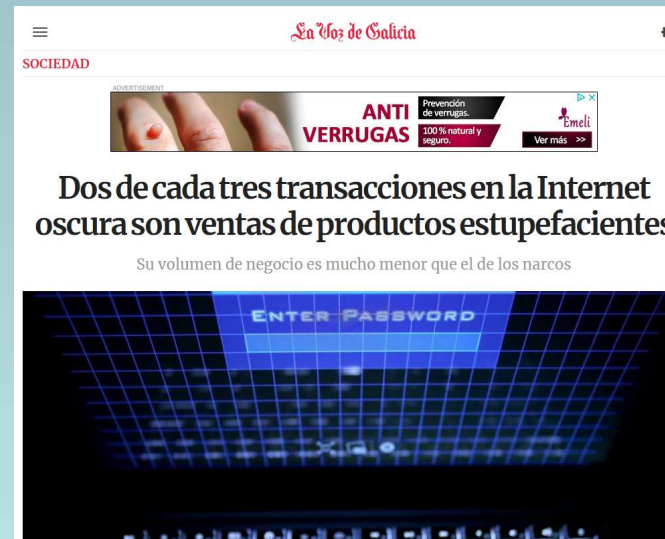 La Voz de Galicia
SOCIEDAD
ADVERTISEMENT
ANTI
VERRUGAS
Prevención
de verrugas.
100% natural y
seguro.
Emeli
Ver más >>
Dos de cada tres transacciones en la Internet
oscura son ventas de productos estupefacientes
Su volumen de negocio es mucho menor que el de los narcos
ENTER PASSWORD